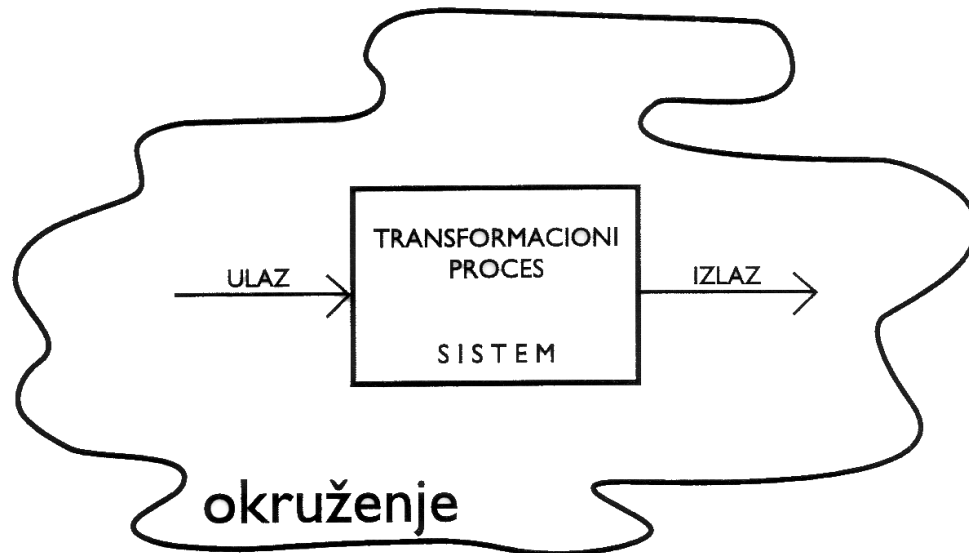 TRANSFORMACIONI
PROCES
ULAZ
IZLAZ
SISTEM
okruženje